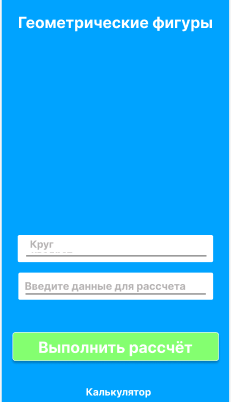 Геометрические фигуры
Круг
Введите данные для рассчета
Выполнить рассчёт
Калькулятор